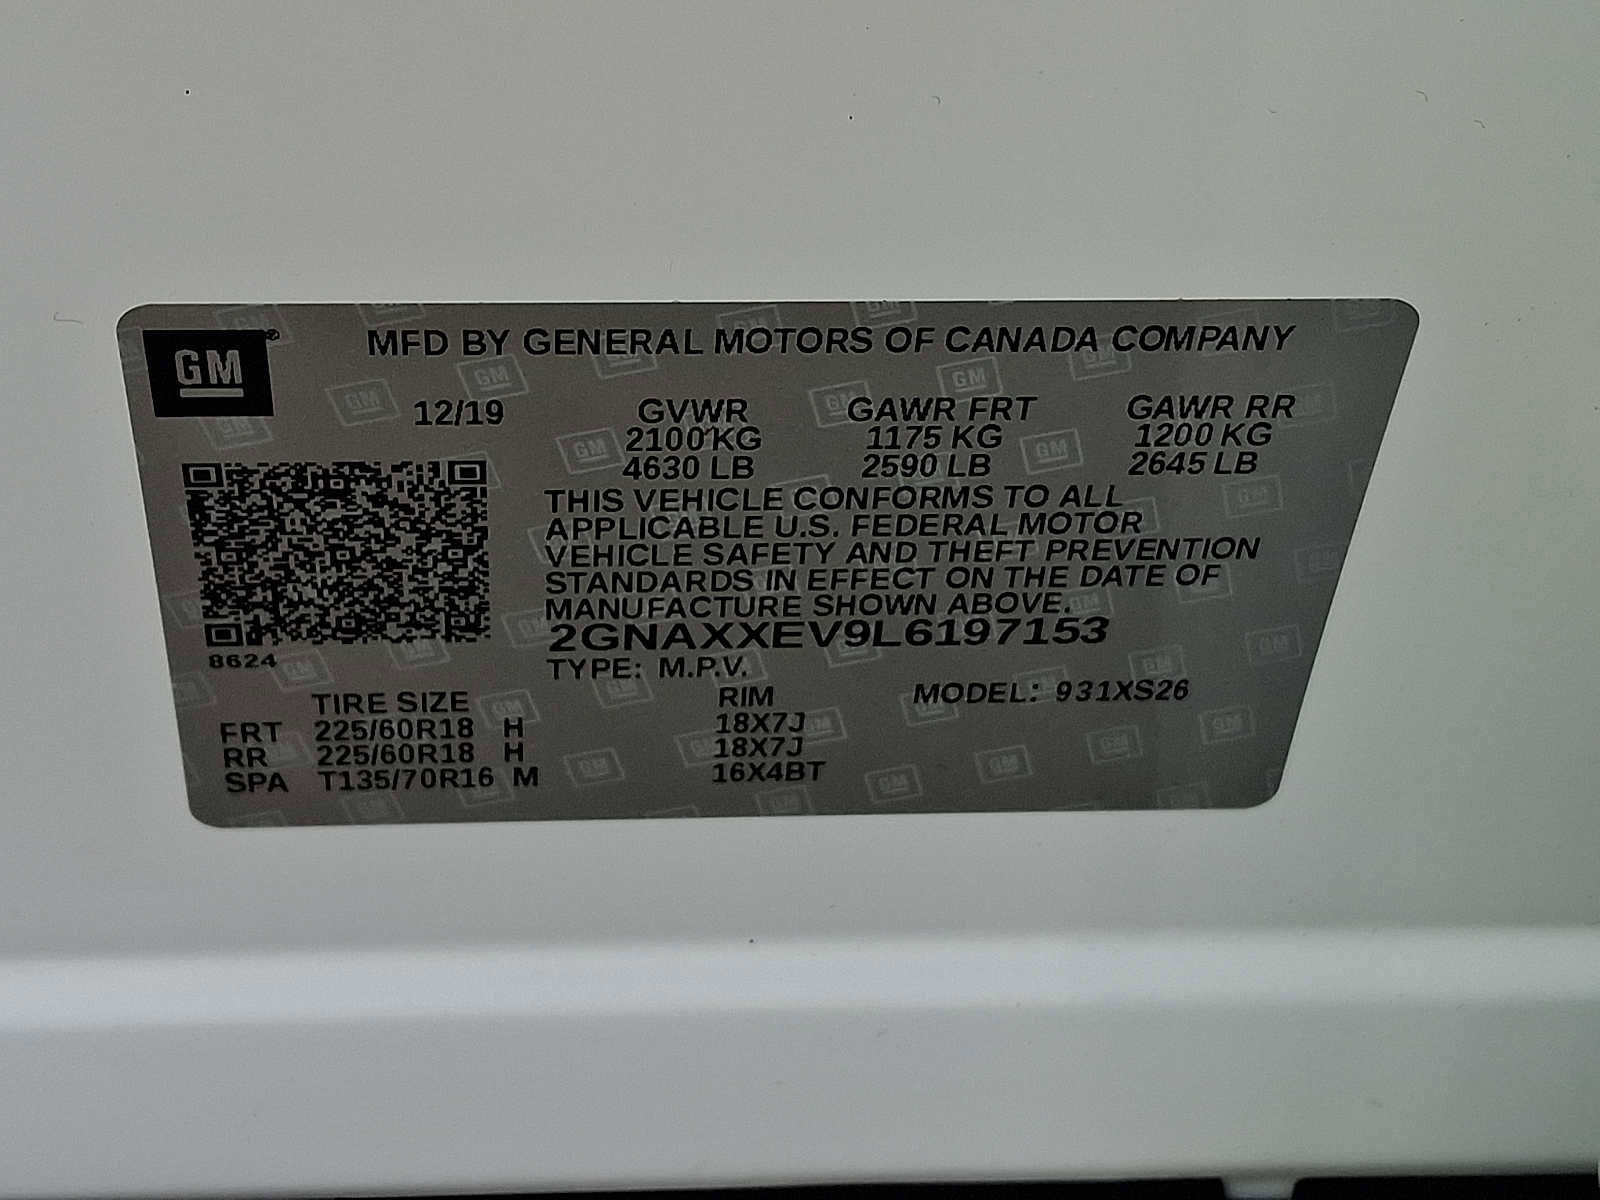 GM
MFD BY GENERAL MOTORS OF CANADA COMPANY
12/19 GVWR GAWR FRT GAWR RR
2100 KG 1175 KG 1200 KG
4630 LB 2590 LB 2645 LB
THIS VEHICLE CONFORMS TO ALL
APPLICABLE U.S. FEDERAL MOTOR
VEHICLE SAFETY AND THEFT PREVENTION
STANDARDS IN EFFECT ON THE DATE OF
MANUFACTURE SHOWN ABOVE.
2GNAXXEV9L6197153
8624
TYPE: M.P.V.
TIRE SIZE RIM MODEL: 931XS26
FRT 225/60R18 H 18X7J
RR 225/60R18 H 18X7J
SPA T135/70R16 M 16X4BT